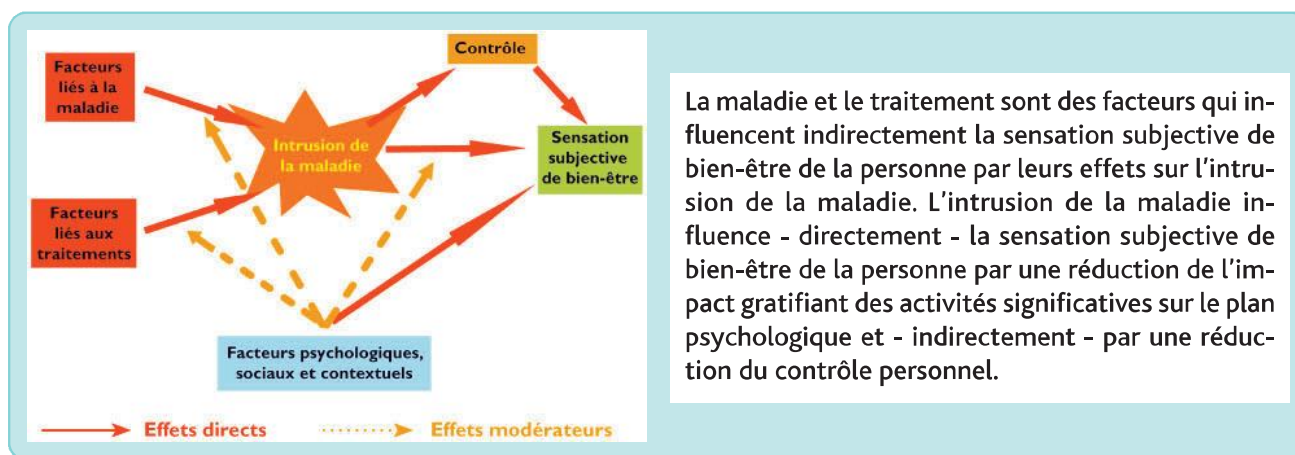 Contrôle
Facteurs
liés à la
maladie
Intrusion de
la maladie
Sensation
subjective
de bien-être
Facteurs
liés aux
traitements
Facteurs psychologiques,
sociaux et contextuels
Effets directs
Effets modérateurs
La maladie et le traitement sont des facteurs qui in-
fluencent indirectement la sensation subjective de
bien-être de la personne par leurs effets sur l'intru-
sion de la maladie. L'intrusion de la maladie in-
fluence - directement - la sensation subjective de
bien-être de la personne par une réduction de l'im-
pact gratifiant des activités significatives sur le plan
psychologique et - indirectement - par une réduc-
tion du contrôle personnel.